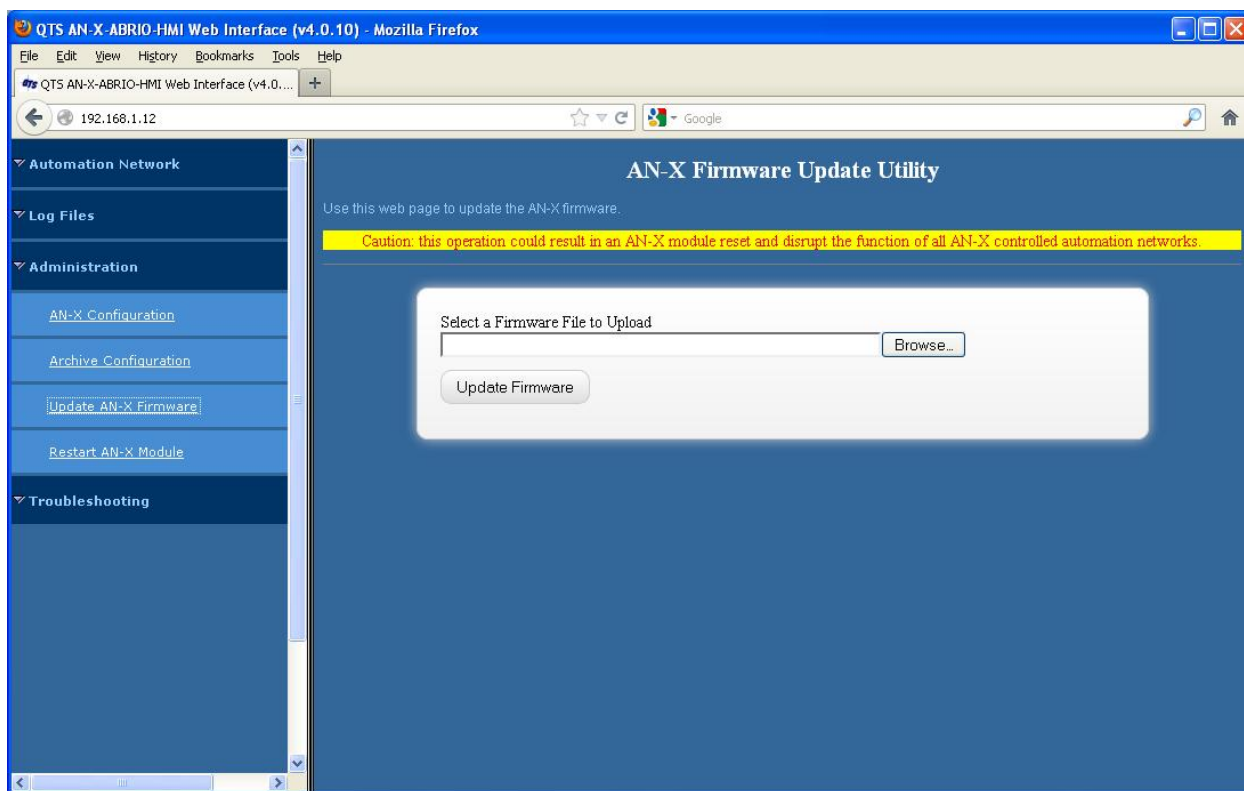 QTS AN-X-ABRIO-HMI Web Interface (v4.0.10) - Mozilla Firefox
File Edit View History Bookmarks Tools Help
QTS QTS AN-X-ABRIO-HMI Web Interface (v4.0.... +
192.168.1.12 Google
Automation Network
Log Files
Administration
AN-X Configuration
Archive Configuration
Update AN-X Firmware
Restart AN-X Module
Troubleshooting
AN-X Firmware Update Utility
Use this web page to update the AN-X firmware.
Caution: this operation could result in an AN-X module reset and disrupt the function of all AN-X controlled automation networks.
Select a Firmware File to Upload
Browse...
Update Firmware